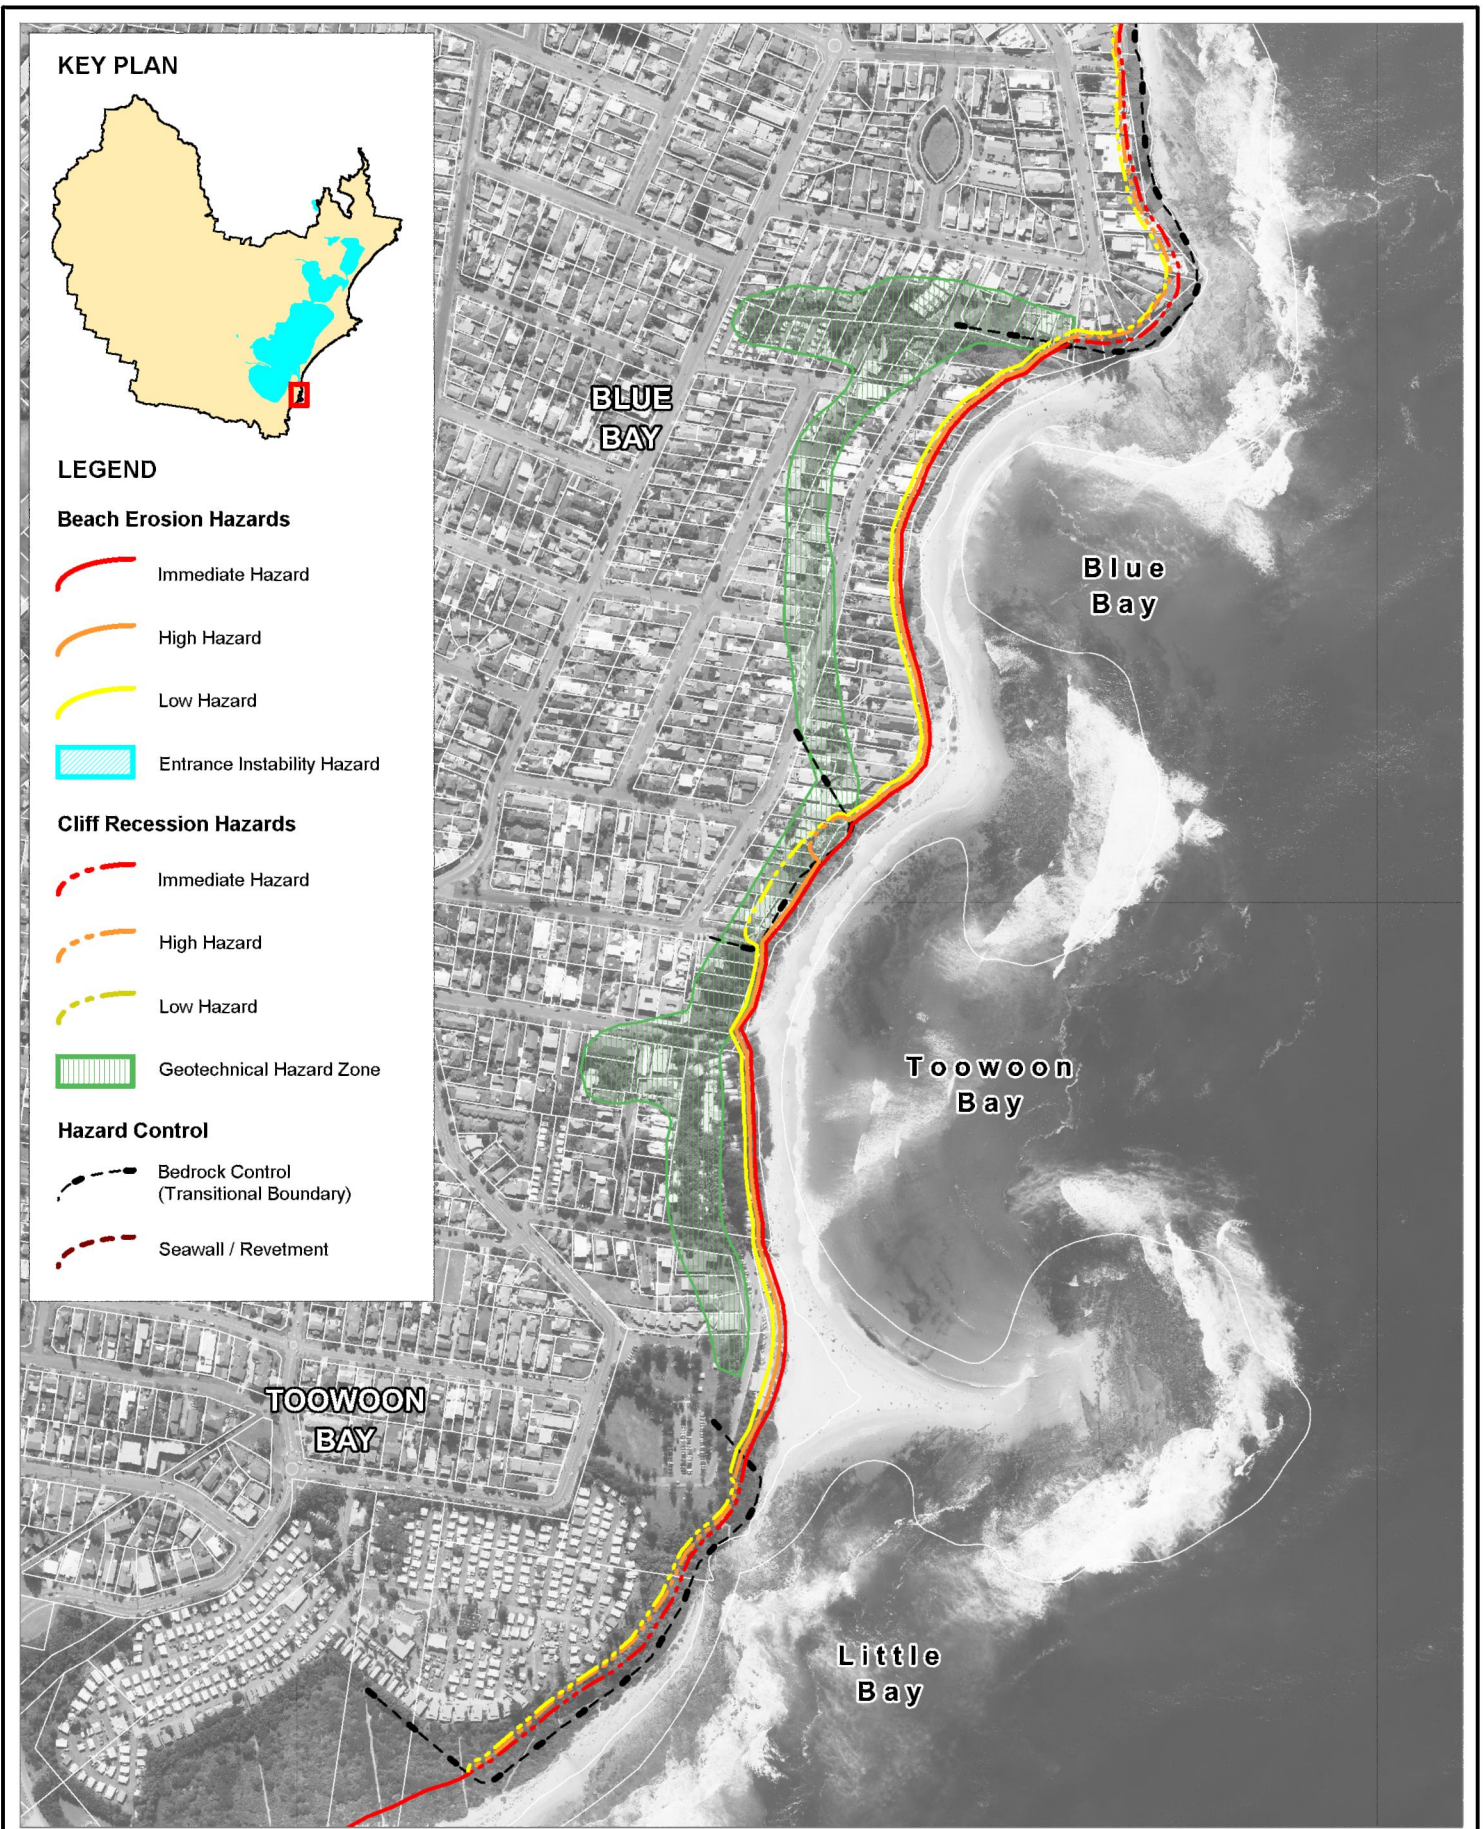 KEY PLAN
LEGEND
Beach Erosion Hazards
Immediate Hazard
High Hazard
Low Hazard
Entrance Instability Hazard
Cliff Recession Hazards
Immediate Hazard
High Hazard
Low Hazard
Geotechnical Hazard Zone
Hazard Control
Bedrock Control
(Transitional Boundary)
Seawall / Revetment
BLUE
BAY
Blue
Bay
Toowoon
Bay
TOOWOON
BAY
Little
Bay